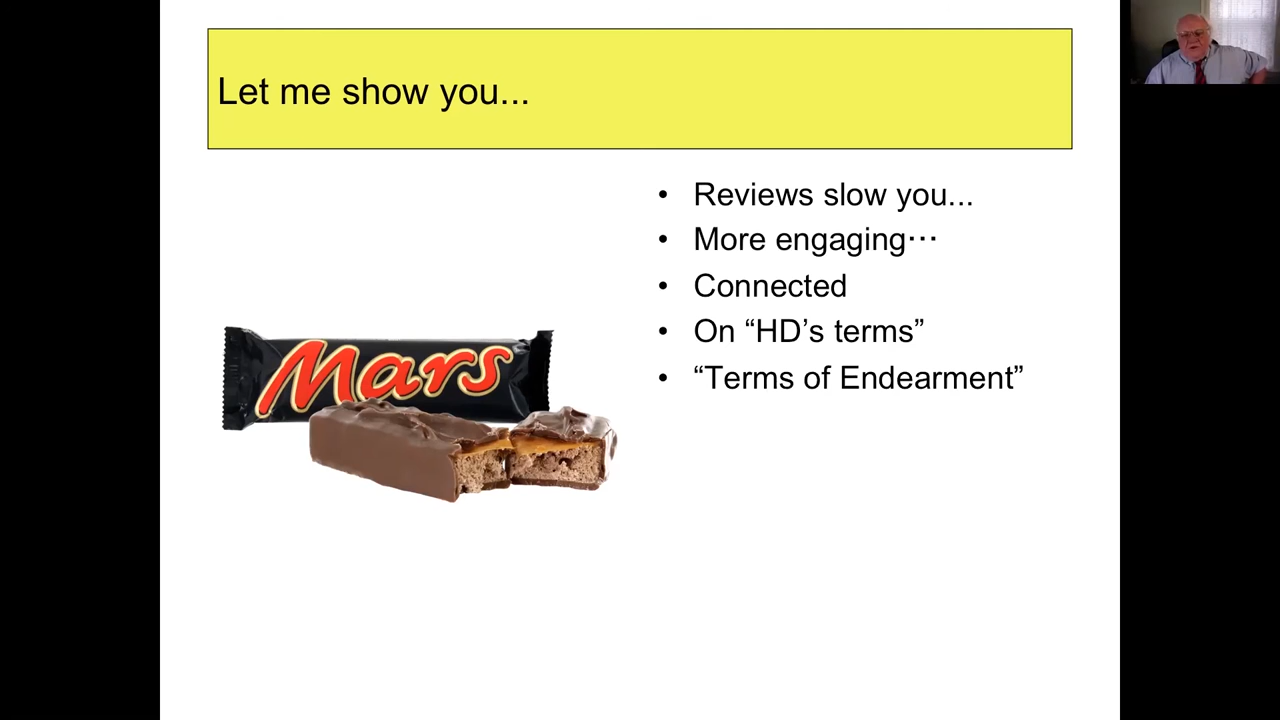 Let me show you...
Reviews slow you...
More engaging⋯
Connected
On “HD’s terms”
“Terms of Endearment”
Mars